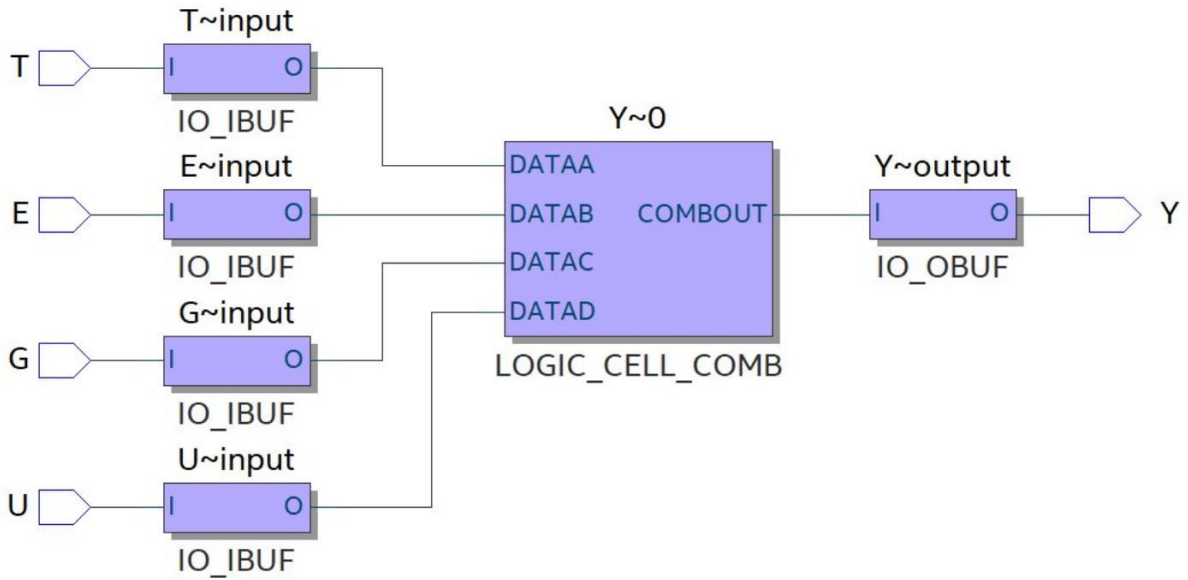 T~input
T
I O
IO_IBUF
E~input
E
I O
IO_IBUF
G~input
G
I O
IO_IBUF
U~input
U
I O
IO_IBUF
Y~0
DATAA
DATAB COMBOUT
DATAC
DATAD
LOGIC_CELL_COMB
Y~output
I O
Y
IO_OBUF